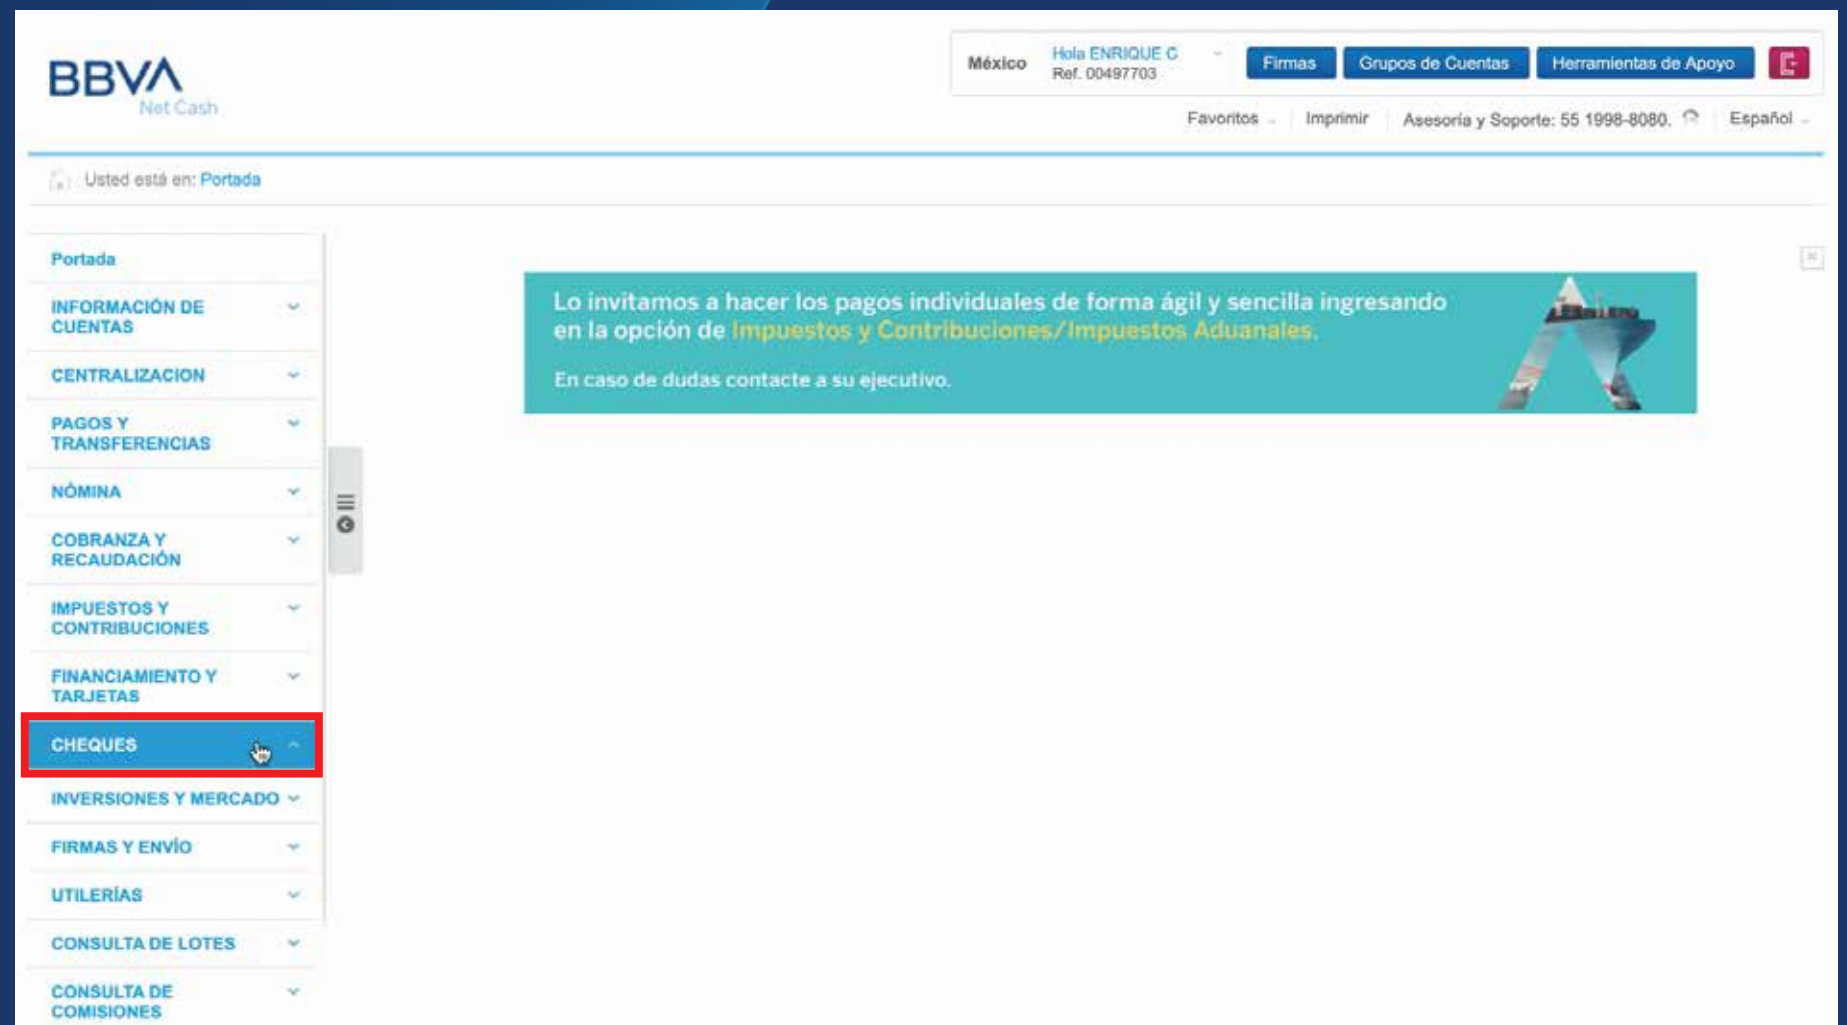 BBVA
Net Cash
México
Hola ENRIQUE C
Ref. 00497703
Firmas
Grupos de Cuentas
Herramientas de Apoyo
Favoritos
Imprimir
Asesoría y Soporte: 55 1998-8080.
Español
Usted está en: Portada
Portada
INFORMACIÓN DE
CUENTAS
CENTRALIZACION
PAGOS Y
TRANSFERENCIAS
NÓMINA
COBRANZA Y
RECAUDACIÓN
IMPUESTOS Y
CONTRIBUCIONES
FINANCIAMIENTO Y
TARJETAS
CHEQUES
INVERSIONES Y MERCADO
FIRMAS Y ENVÍO
UTILERÍAS
CONSULTA DE LOTES
CONSULTA DE
COMISIONES
Lo invitamos a hacer los pagos individuales de forma ágil y sencilla ingresando
en la opción de Impuestos y Contribuciones/Impuestos Aduanales.
En caso de dudas contacte a su ejecutivo.